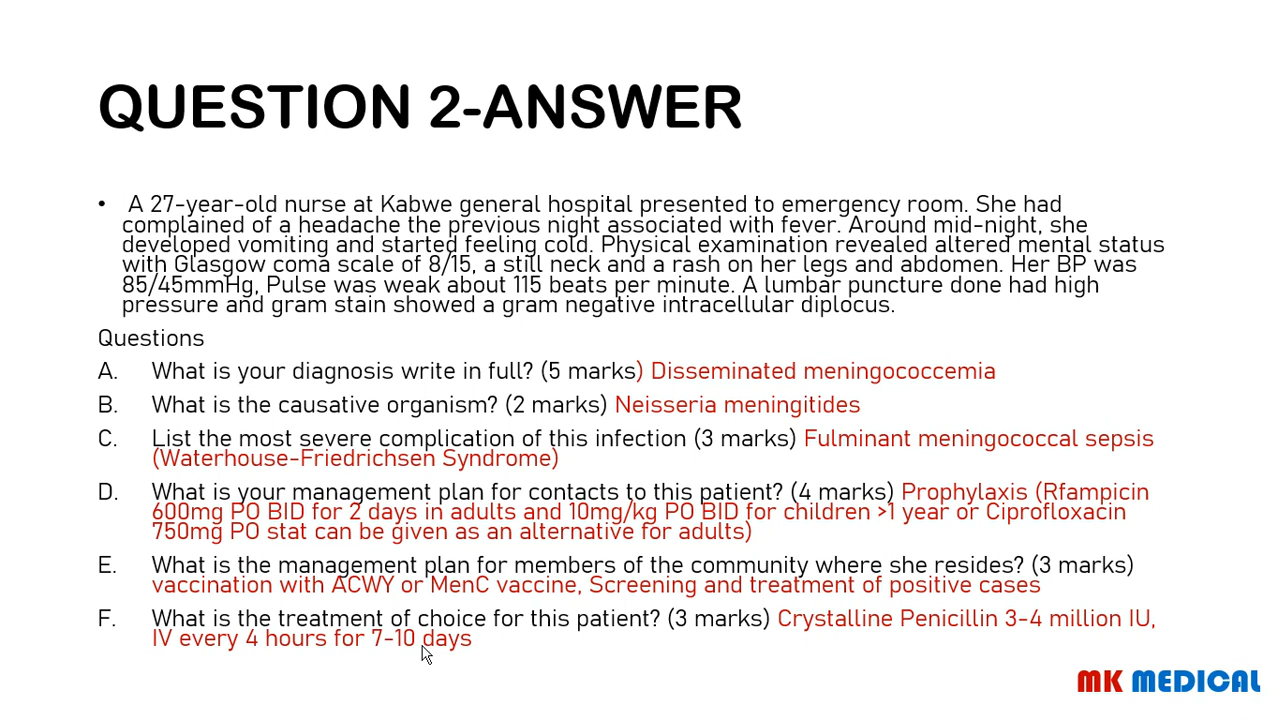 QUESTION 2-ANSWER
• A 27-year-old nurse at Kabwe general hospital presented to emergency room. She had
complained of a headache the previous night associated with fever. Around mid-night, she
developed vomiting and started feeling cold. Physical examination revealed altered mental status
with Glasgow coma scale of 8/15, a still neck and a rash on her legs and abdomen. Her BP was
85/45mmHg, Pulse was weak about 115 beats per minute. A lumbar puncture done had high
pressure and gram stain showed a gram negative intracellular diplocus.
Questions
A. What is your diagnosis write in full? (5 marks) Disseminated meningococcemia
B. What is the causative organism? (2 marks) Neisseria meningitides
C. List the most severe complication of this infection (3 marks) Fulminant meningococcal sepsis
(Waterhouse-Friedrichsen Syndrome)
D. What is your management plan for contacts to this patient? (4 marks) Prophylaxis (Rfampicin
600mg PO BID for 2 days in adults and 10mg/kg PO BID for children >1 year or Ciprofloxacin
750mg PO stat can be given as an alternative for adults)
E. What is the management plan for members of the community where she resides? (3 marks)
vaccination with ACWY or MenC vaccine, Screening and treatment of positive cases
F. What is the treatment of choice for this patient? (3 marks) Crystalline Penicillin 3-4 million IU,
IV every 4 hours for 7-10 days
MK MEDICAL